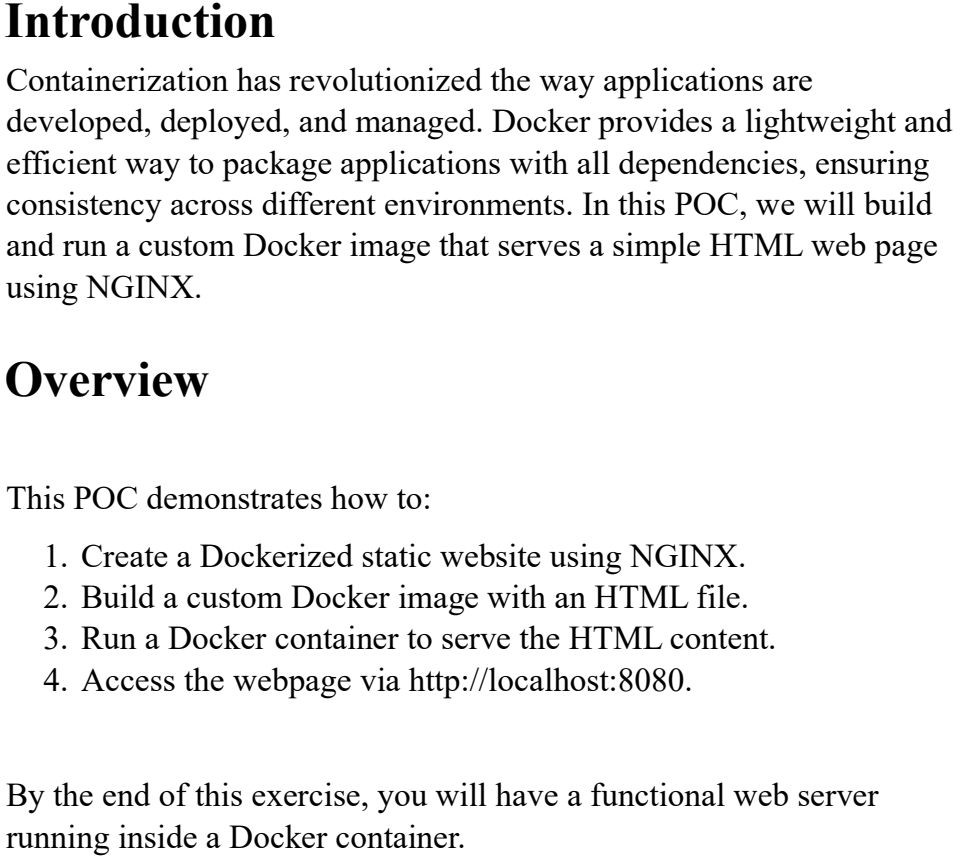 Introduction
Containerization has revolutionized the way applications are
developed, deployed, and managed. Docker provides a lightweight and
efficient way to package applications with all dependencies, ensuring
consistency across different environments. In this POC, we will build
and run a custom Docker image that serves a simple HTML web page
using NGINX.
Overview
This POC demonstrates how to:
1. Create a Dockerized static website using NGINX.
2. Build a custom Docker image with an HTML file.
3. Run a Docker container to serve the HTML content.
4. Access the webpage via http://localhost:8080.
By the end of this exercise, you will have a functional web server
running inside a Docker container.